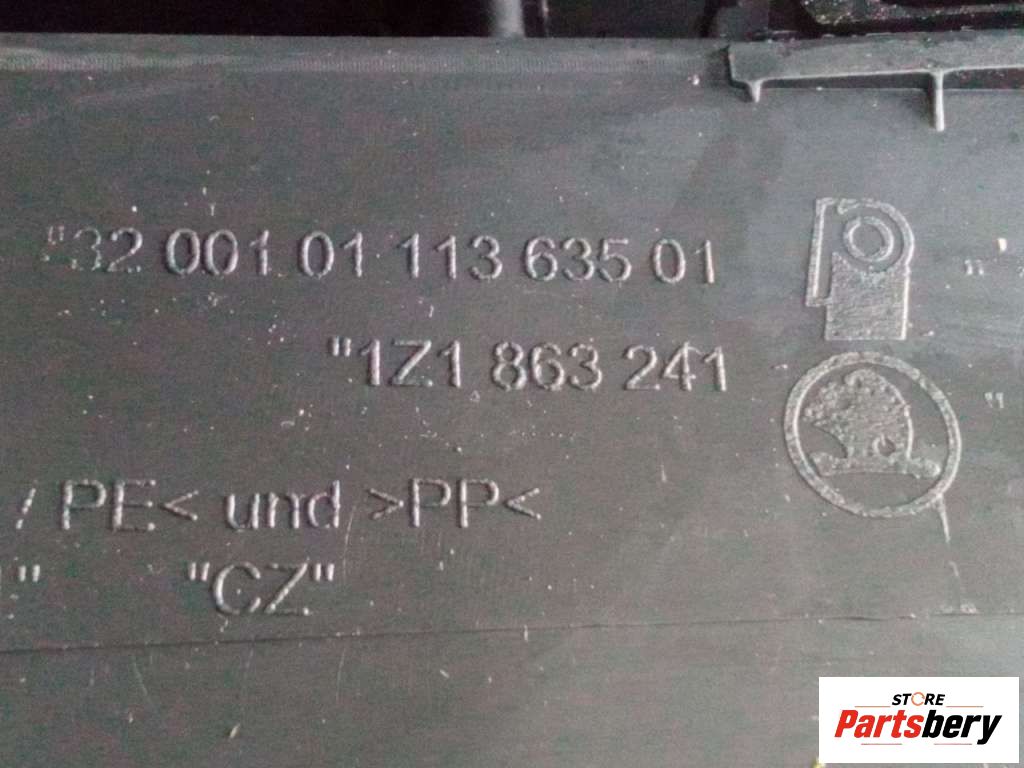 "32 001 01 113 635 01
"1Z1 863 241
/ PE< und >PP<
"CZ"
STORE
Partsbery